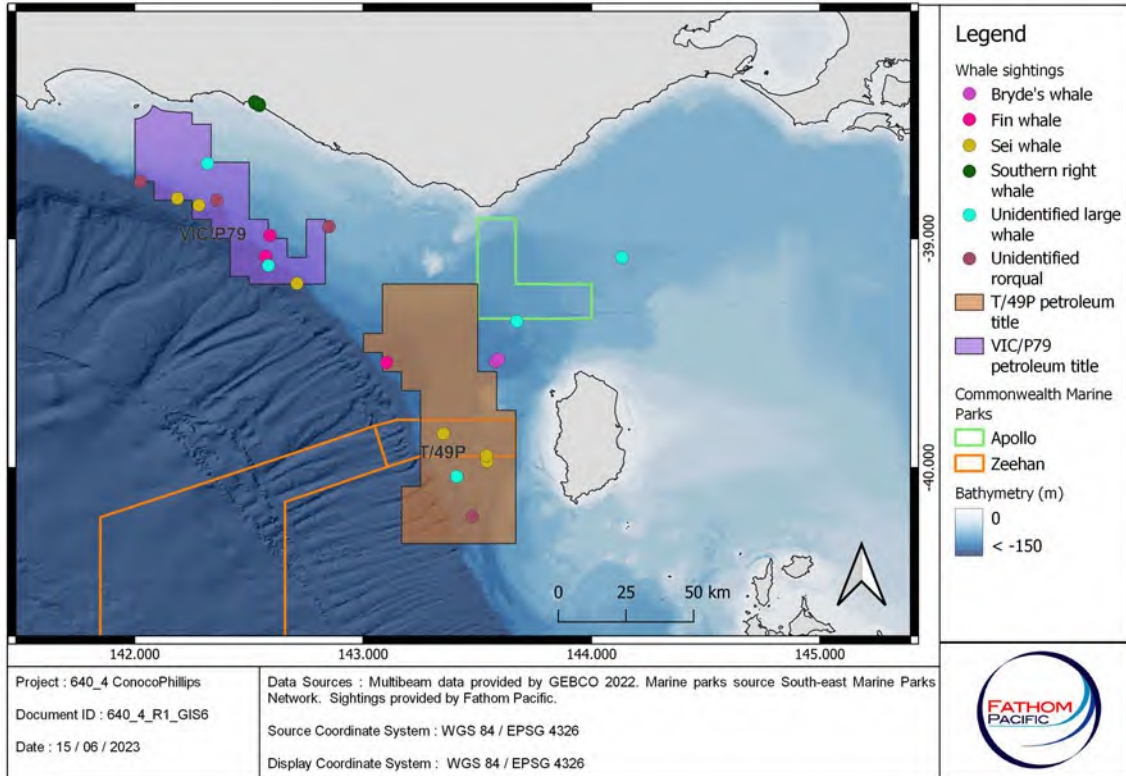 Legend
Whale sightings
Bryde's whale
Fin whale
Sei whale
Southern right
whale
Unidentified large
whale
Unidentified
rorqual
T/49P petroleum
title
VIC/P79
petroleum title
Commonwealth Marine
Parks
Apollo
Zeehan
Bathymetry (m)
0
< -150
VIC/P79
T/49P
-39.000
-40.000
0 25 50 km
142.000 143.000 144.000 145.000
Project : 640_4 ConocoPhillips
Document ID : 640_4_R1_GIS6
Date : 15 / 06 / 2023
Data Sources : Multibeam data provided by GEBCO 2022. Marine parks source South-east Marine Parks
Network. Sightings provided by Fathom Pacific.
Source Coordinate System : WGS 84 / EPSG 4326
Display Coordinate System : WGS 84 / EPSG 4326
FATHOM
PACIFIC